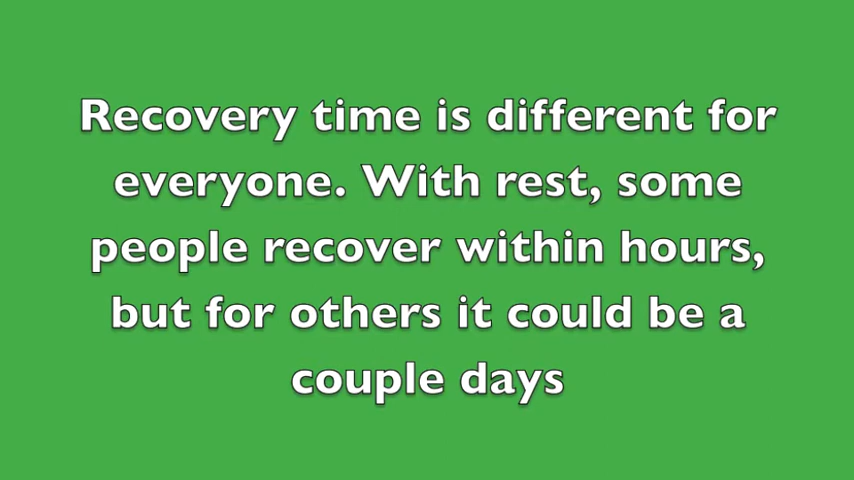 Recovery time is different for
everyone. With rest, some
people recover within hours,
but for others it could be a
couple days